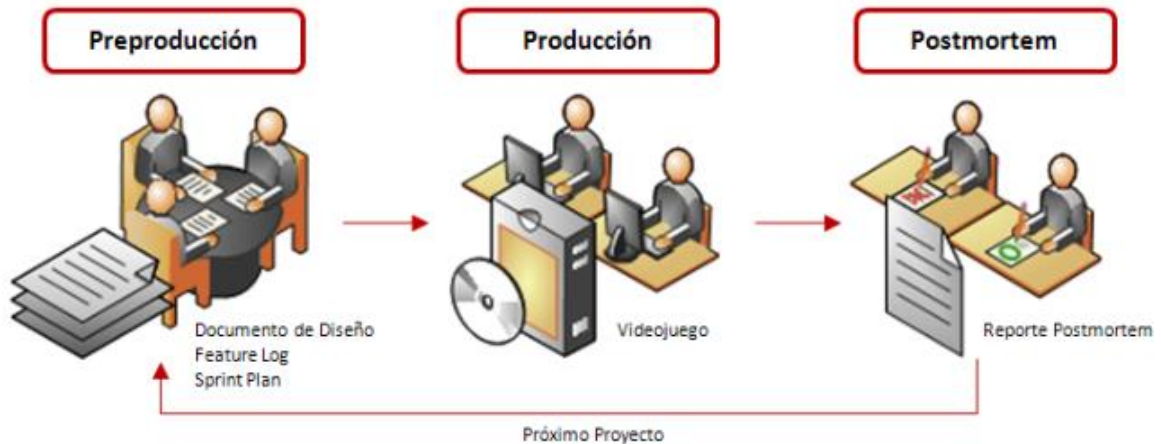 Preproducción
Producción
Postmortem
Documento de Diseño
Feature Log
Sprint Plan
Videojuego
Reporte Postmortem
Próximo Proyecto